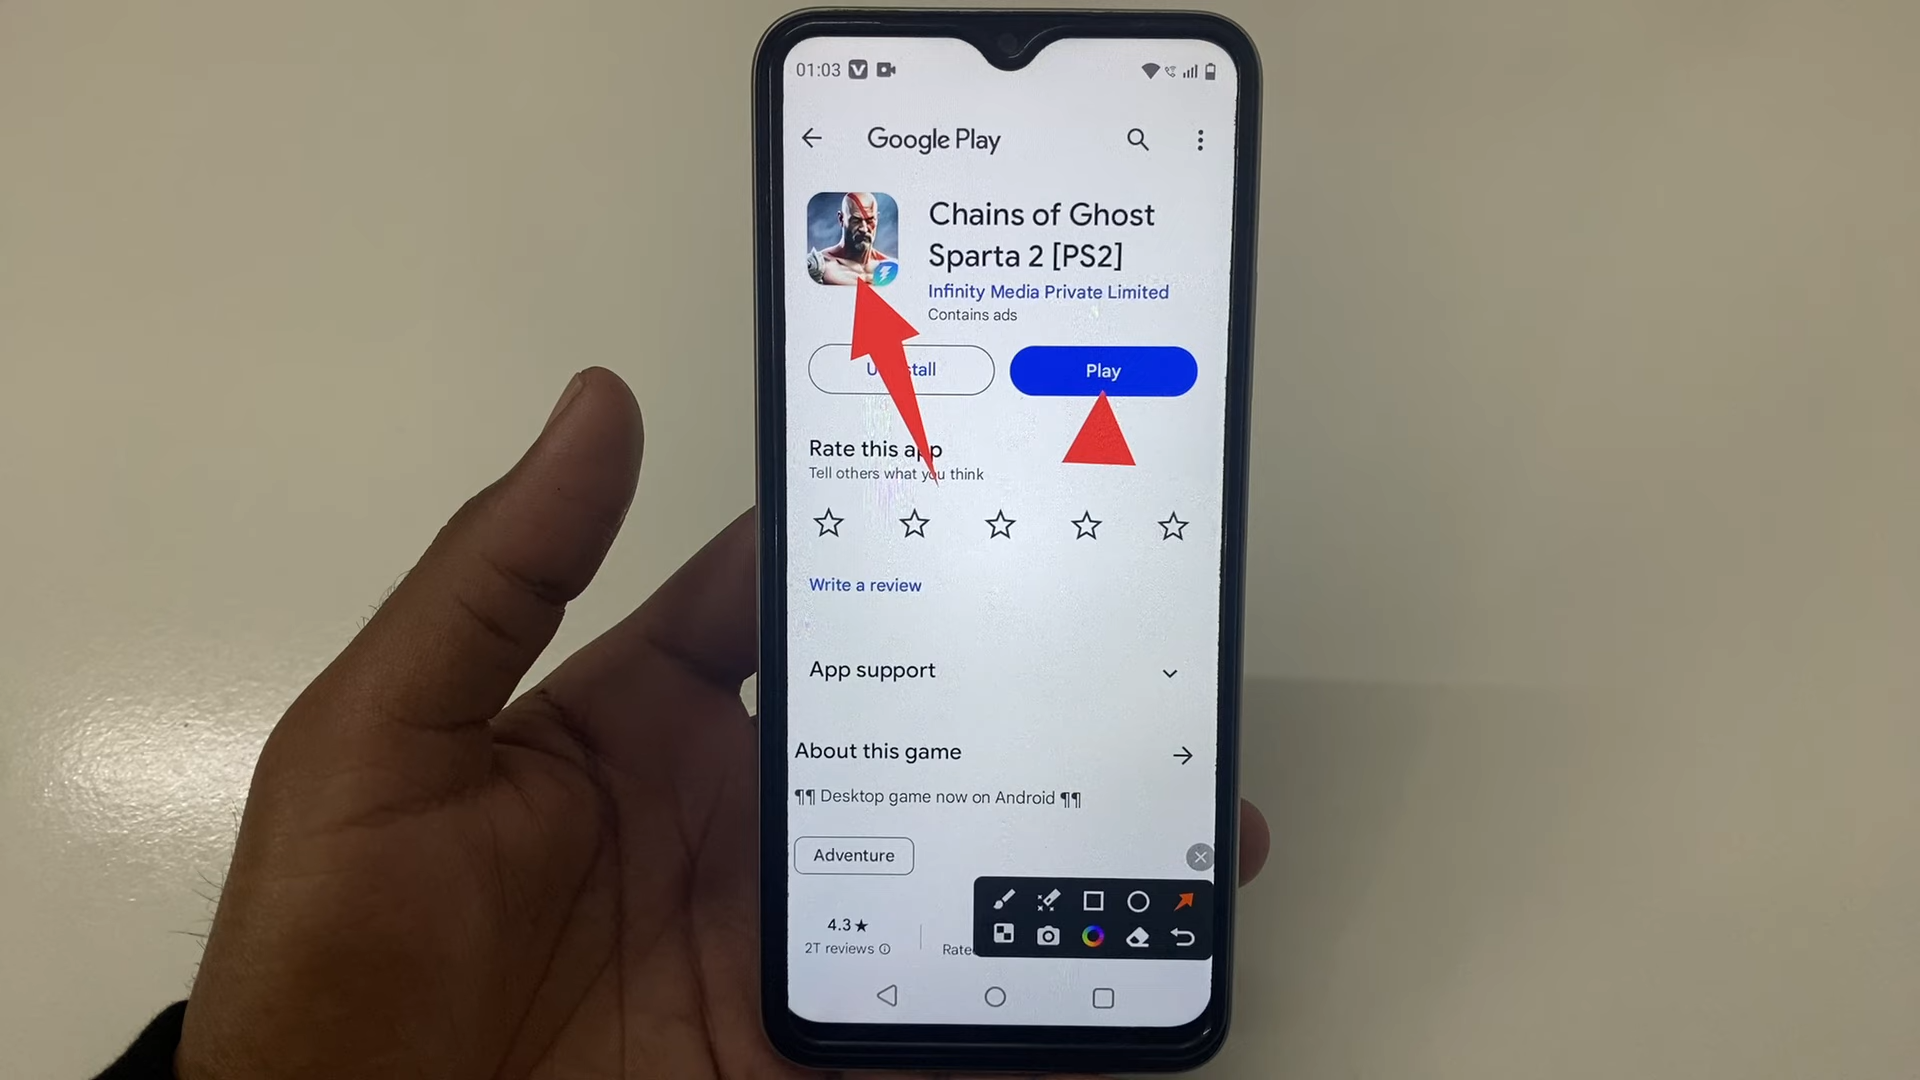 01:03
Google Play
Chains of Ghost
Sparta 2 [PS2]
Infinity Media Private Limited
Contains ads
Play
Rate this app
Tell others what you think
Write a review
App support
About this game
¶¶ Desktop game now on Android ¶¶
Adventure
4.3★
2T reviews